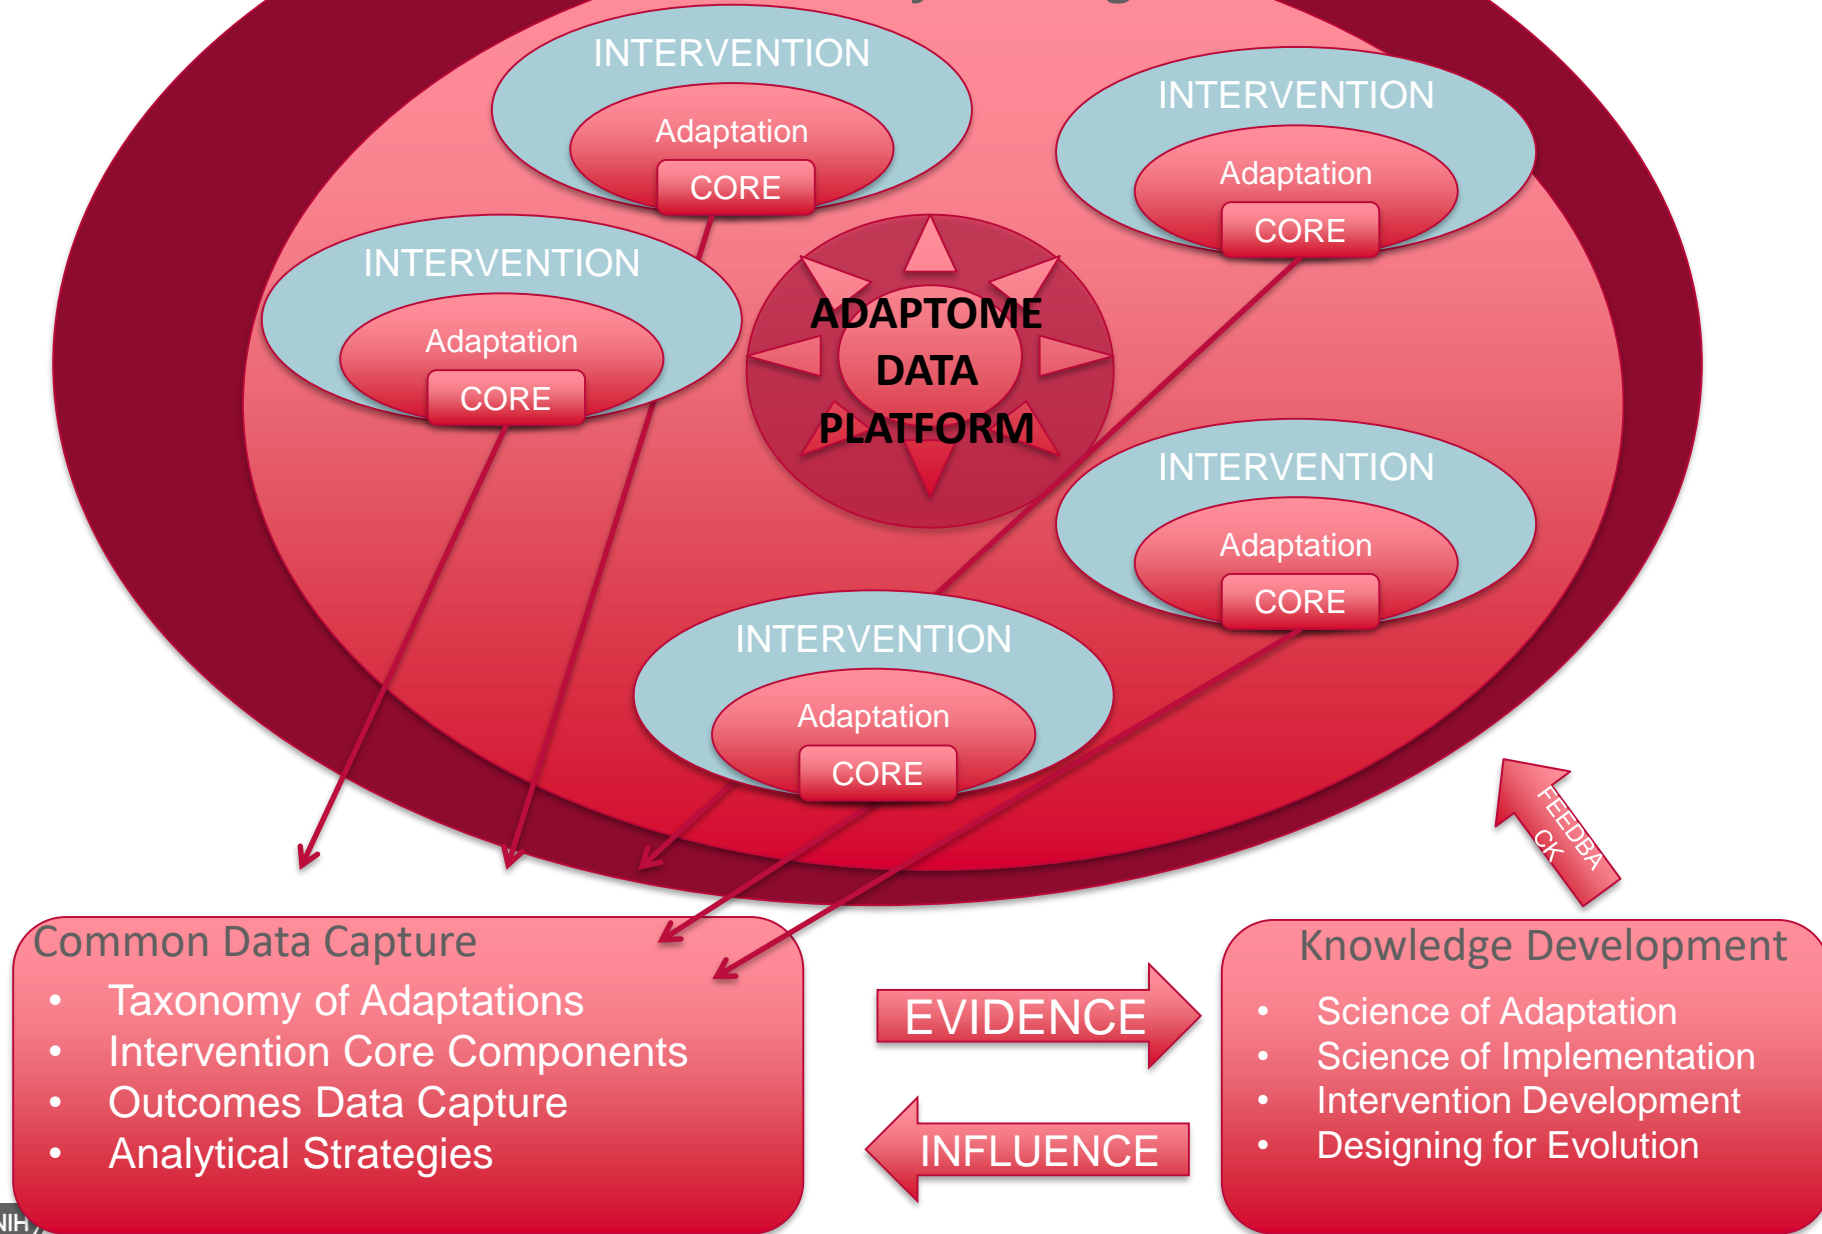 INTERVENTION
Adaptation
CORE
INTERVENTION
Adaptation
CORE
INTERVENTION
Adaptation
CORE
ADAPTOME
DATA
PLATFORM
INTERVENTION
Adaptation
CORE
INTERVENTION
Adaptation
CORE
FEEDBA
CK
Common Data Capture
• Taxonomy of Adaptations
• Intervention Core Components
• Outcomes Data Capture
• Analytical Strategies
EVIDENCE
INFLUENCE
Knowledge Development
• Science of Adaptation
• Science of Implementation
• Intervention Development
• Designing for Evolution
NIH